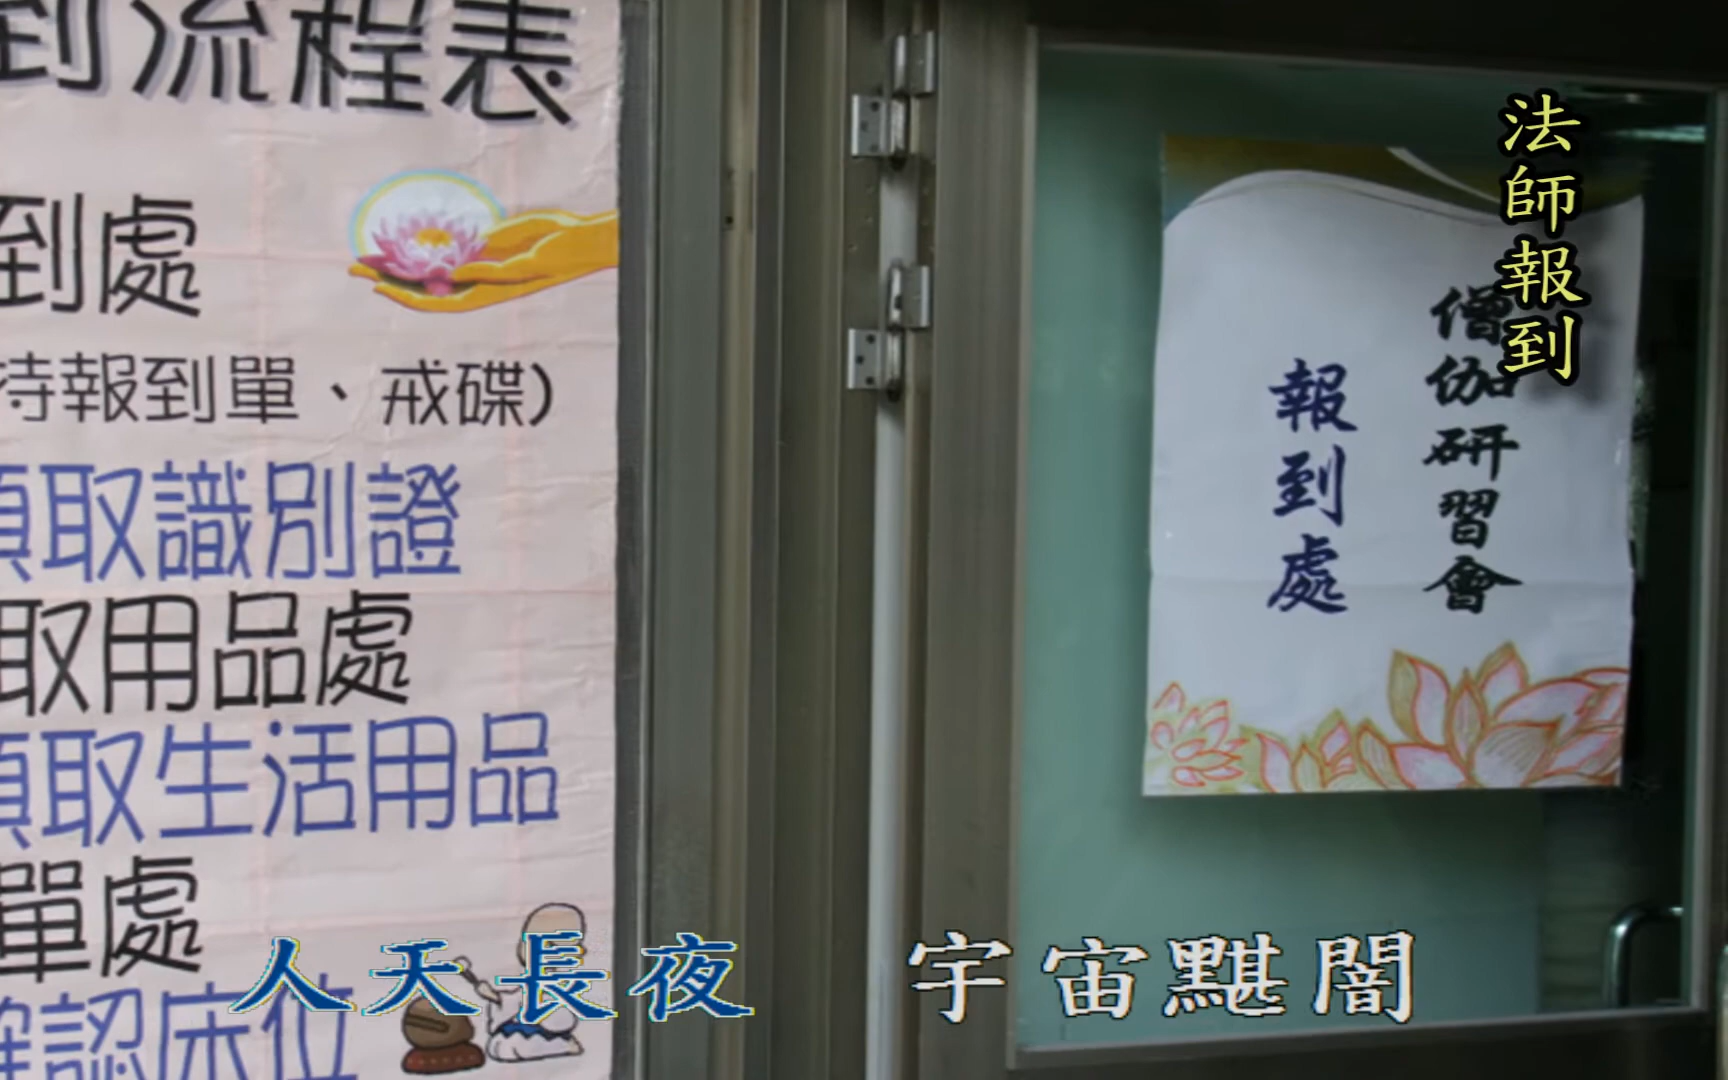 到流程表
到處
持報到單、戒碟)
領取識別證
取用品處
領取生活用品
單處
確認床位
法師報到
僧伽研習會
報到處
人天長夜 宇宙黮闇